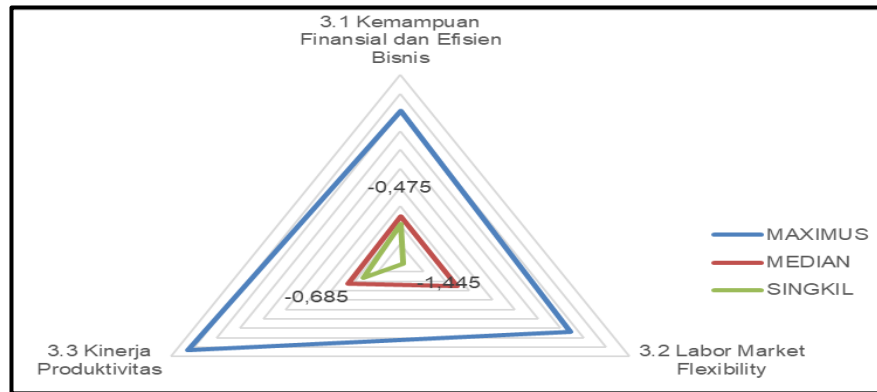 3.1 Kemampuan
Finansial dan Efisien
Bisnis
-0,475
MAXIMUS
MEDIAN
SINGKIL
-1,445
-0,685
3.3 Kinerja
Produktivitas
3.2 Labor Market
Flexibility